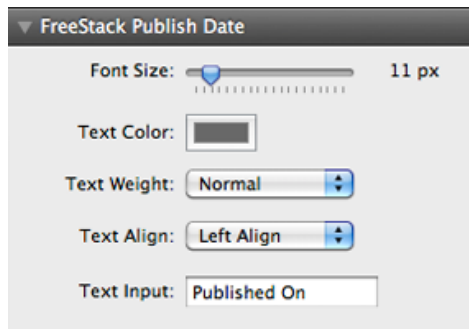 FreeStack Publish Date
Font Size: 11 px
Text Color:
Text Weight: Normal
Text Align: Left Align
Text Input: Published On